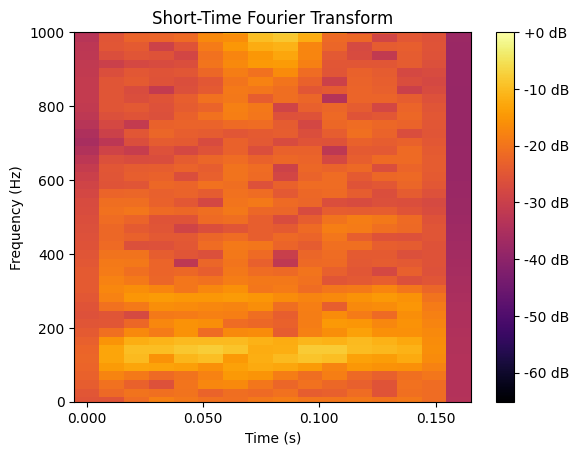 Short-Time Fourier Transform
Frequency (Hz)
1000
800
600
400
200
0
0.000 0.050 0.100 0.150
Time (s)
+0 dB
-10 dB
-20 dB
-30 dB
-40 dB
-50 dB
-60 dB